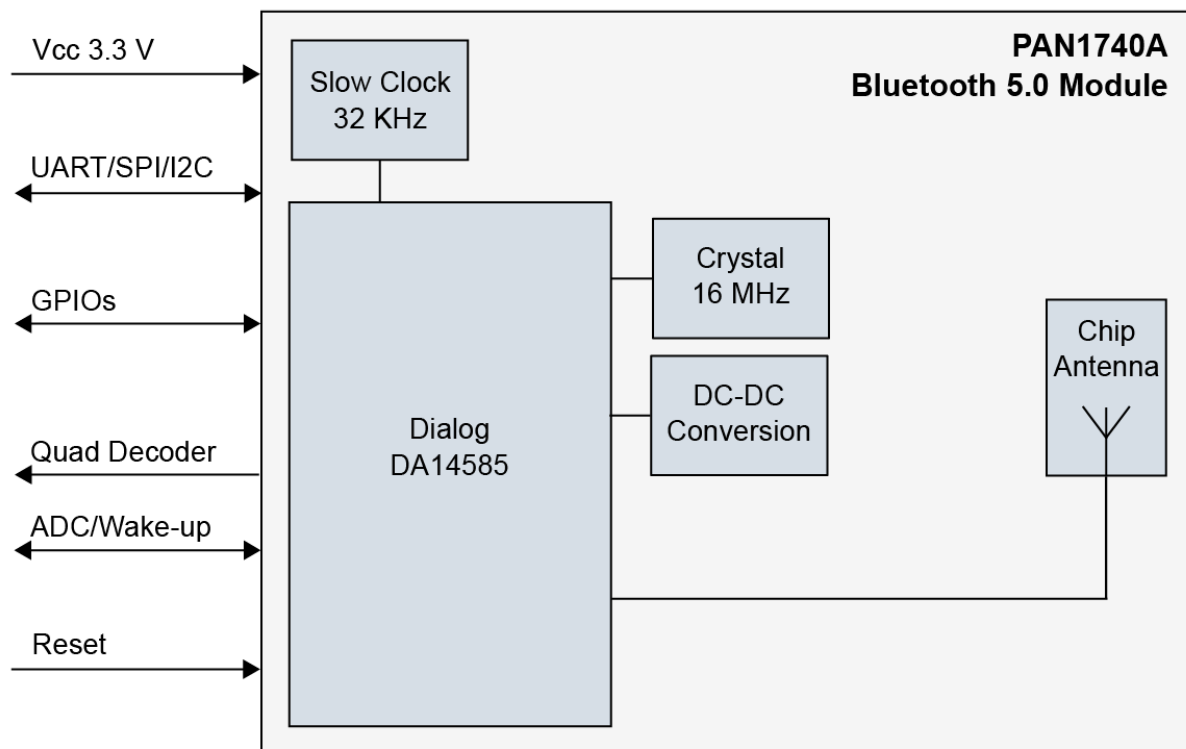 Vcc 3.3 V
UART/SPI/I2C
GPIOs
Quad Decoder
ADC/Wake-up
Reset
PAN1740A
Bluetooth 5.0 Module
Slow Clock
32 KHz
Crystal
16 MHz
DC-DC
Conversion
Dialog
DA14585
Chip
Antenna